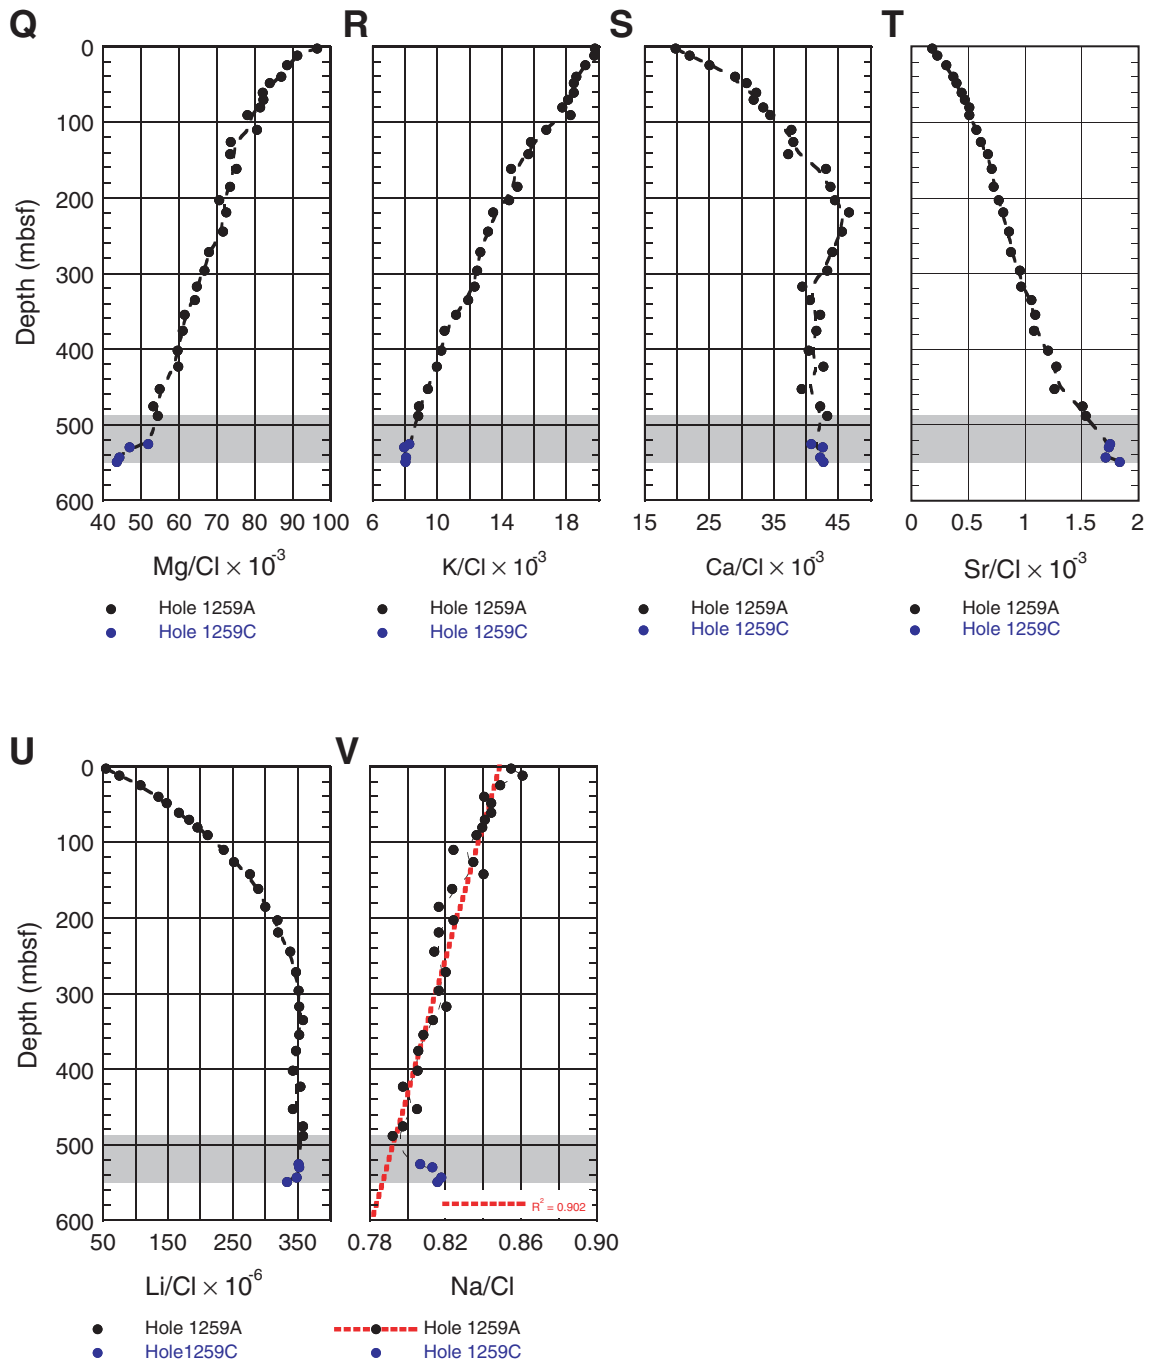 Q R S T
Depth (mbsf)
0
100
200
300
400
500
600
40 50 60 70 80 90 100
6 10 14 18
15 25 35 45
0 0.5 1 1.5 2
Mg/Cl × 10⁻³ K/Cl × 10⁻³ Ca/Cl × 10⁻³ Sr/Cl × 10⁻³
Hole 1259A Hole 1259A Hole 1259A Hole 1259A
Hole 1259C Hole 1259C Hole 1259C Hole 1259C
U V
Depth (mbsf)
0
100
200
300
400
500
600
R² = 0.902
50 150 250 350
0.78 0.82 0.86 0.90
Li/Cl × 10⁻⁶ Na/Cl
Hole 1259A Hole 1259A
Hole1259C Hole 1259C